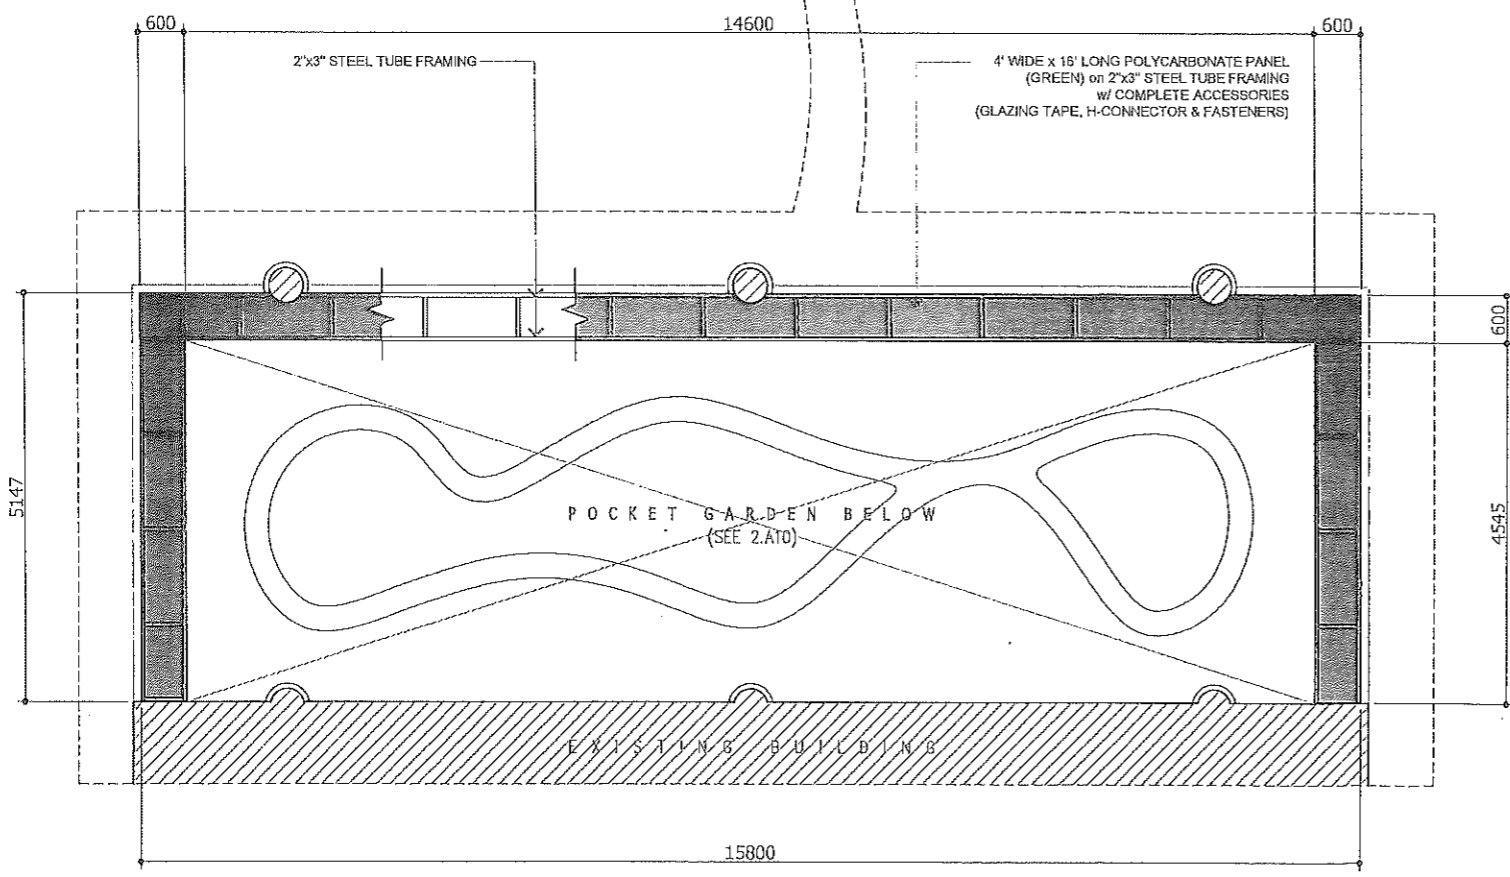 600
14600
600
2"x3" STEEL TUBE FRAMING
4' WIDE x 16' LONG POLYCARBONATE PANEL
(GREEN) on 2"x3" STEEL TUBE FRAMING
w/ COMPLETE ACCESSORIES
(GLAZING TAPE, H-CONNECTOR & FASTENERS)
600
5147
4545
POCKET GARDEN BELOW
(SEE 2.A10)
EXISTING BUILDING
15800